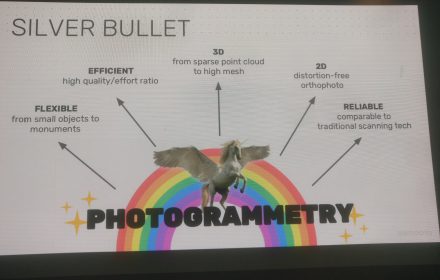 SILVER BULLET
3D
from sparse point cloud
to high mesh
EFFICIENT
high quality/effort ratio
2D
distortion-free
orthophoto
FLEXIBLE
from small objects to
monuments
RELIABLE
comparable to
traditional scanning tech
PHOTOGRAMMETRY